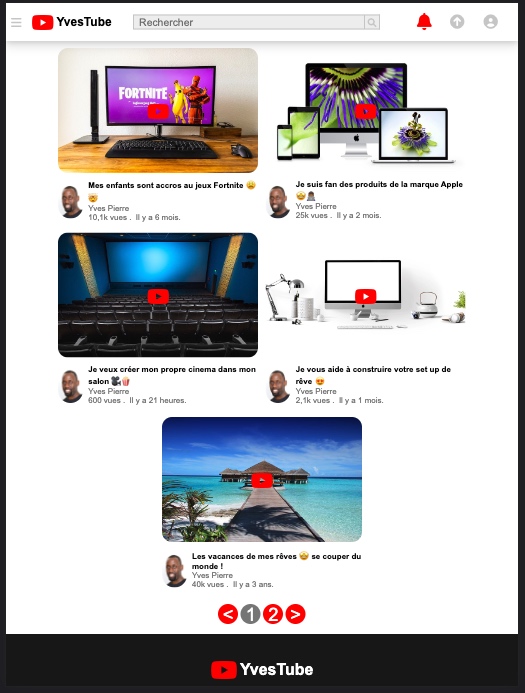 YvesTube
Rechercher
FORTNITE
Mes enfants sont accros au jeux Fortnite 😩
🤯
Yves Pierre
10,1k vues . Il y a 6 mois.
Je suis fan des produits de la marque Apple
Yves Pierre
25k vues . Il y a 2 mois.
Je veux créer mon propre cinema dans mon
salon 🎥🍿
Yves Pierre
600 vues . Il y a 21 heures.
Je vous aide à construire votre set up de
rêve 😍
Yves Pierre
2,1k vues . Il y a 1 mois.
Les vacances de mes rêves 🤩 se couper du
monde !
Yves Pierre
40k vues . Il y a 3 ans.
< 1 2 >
YvesTube